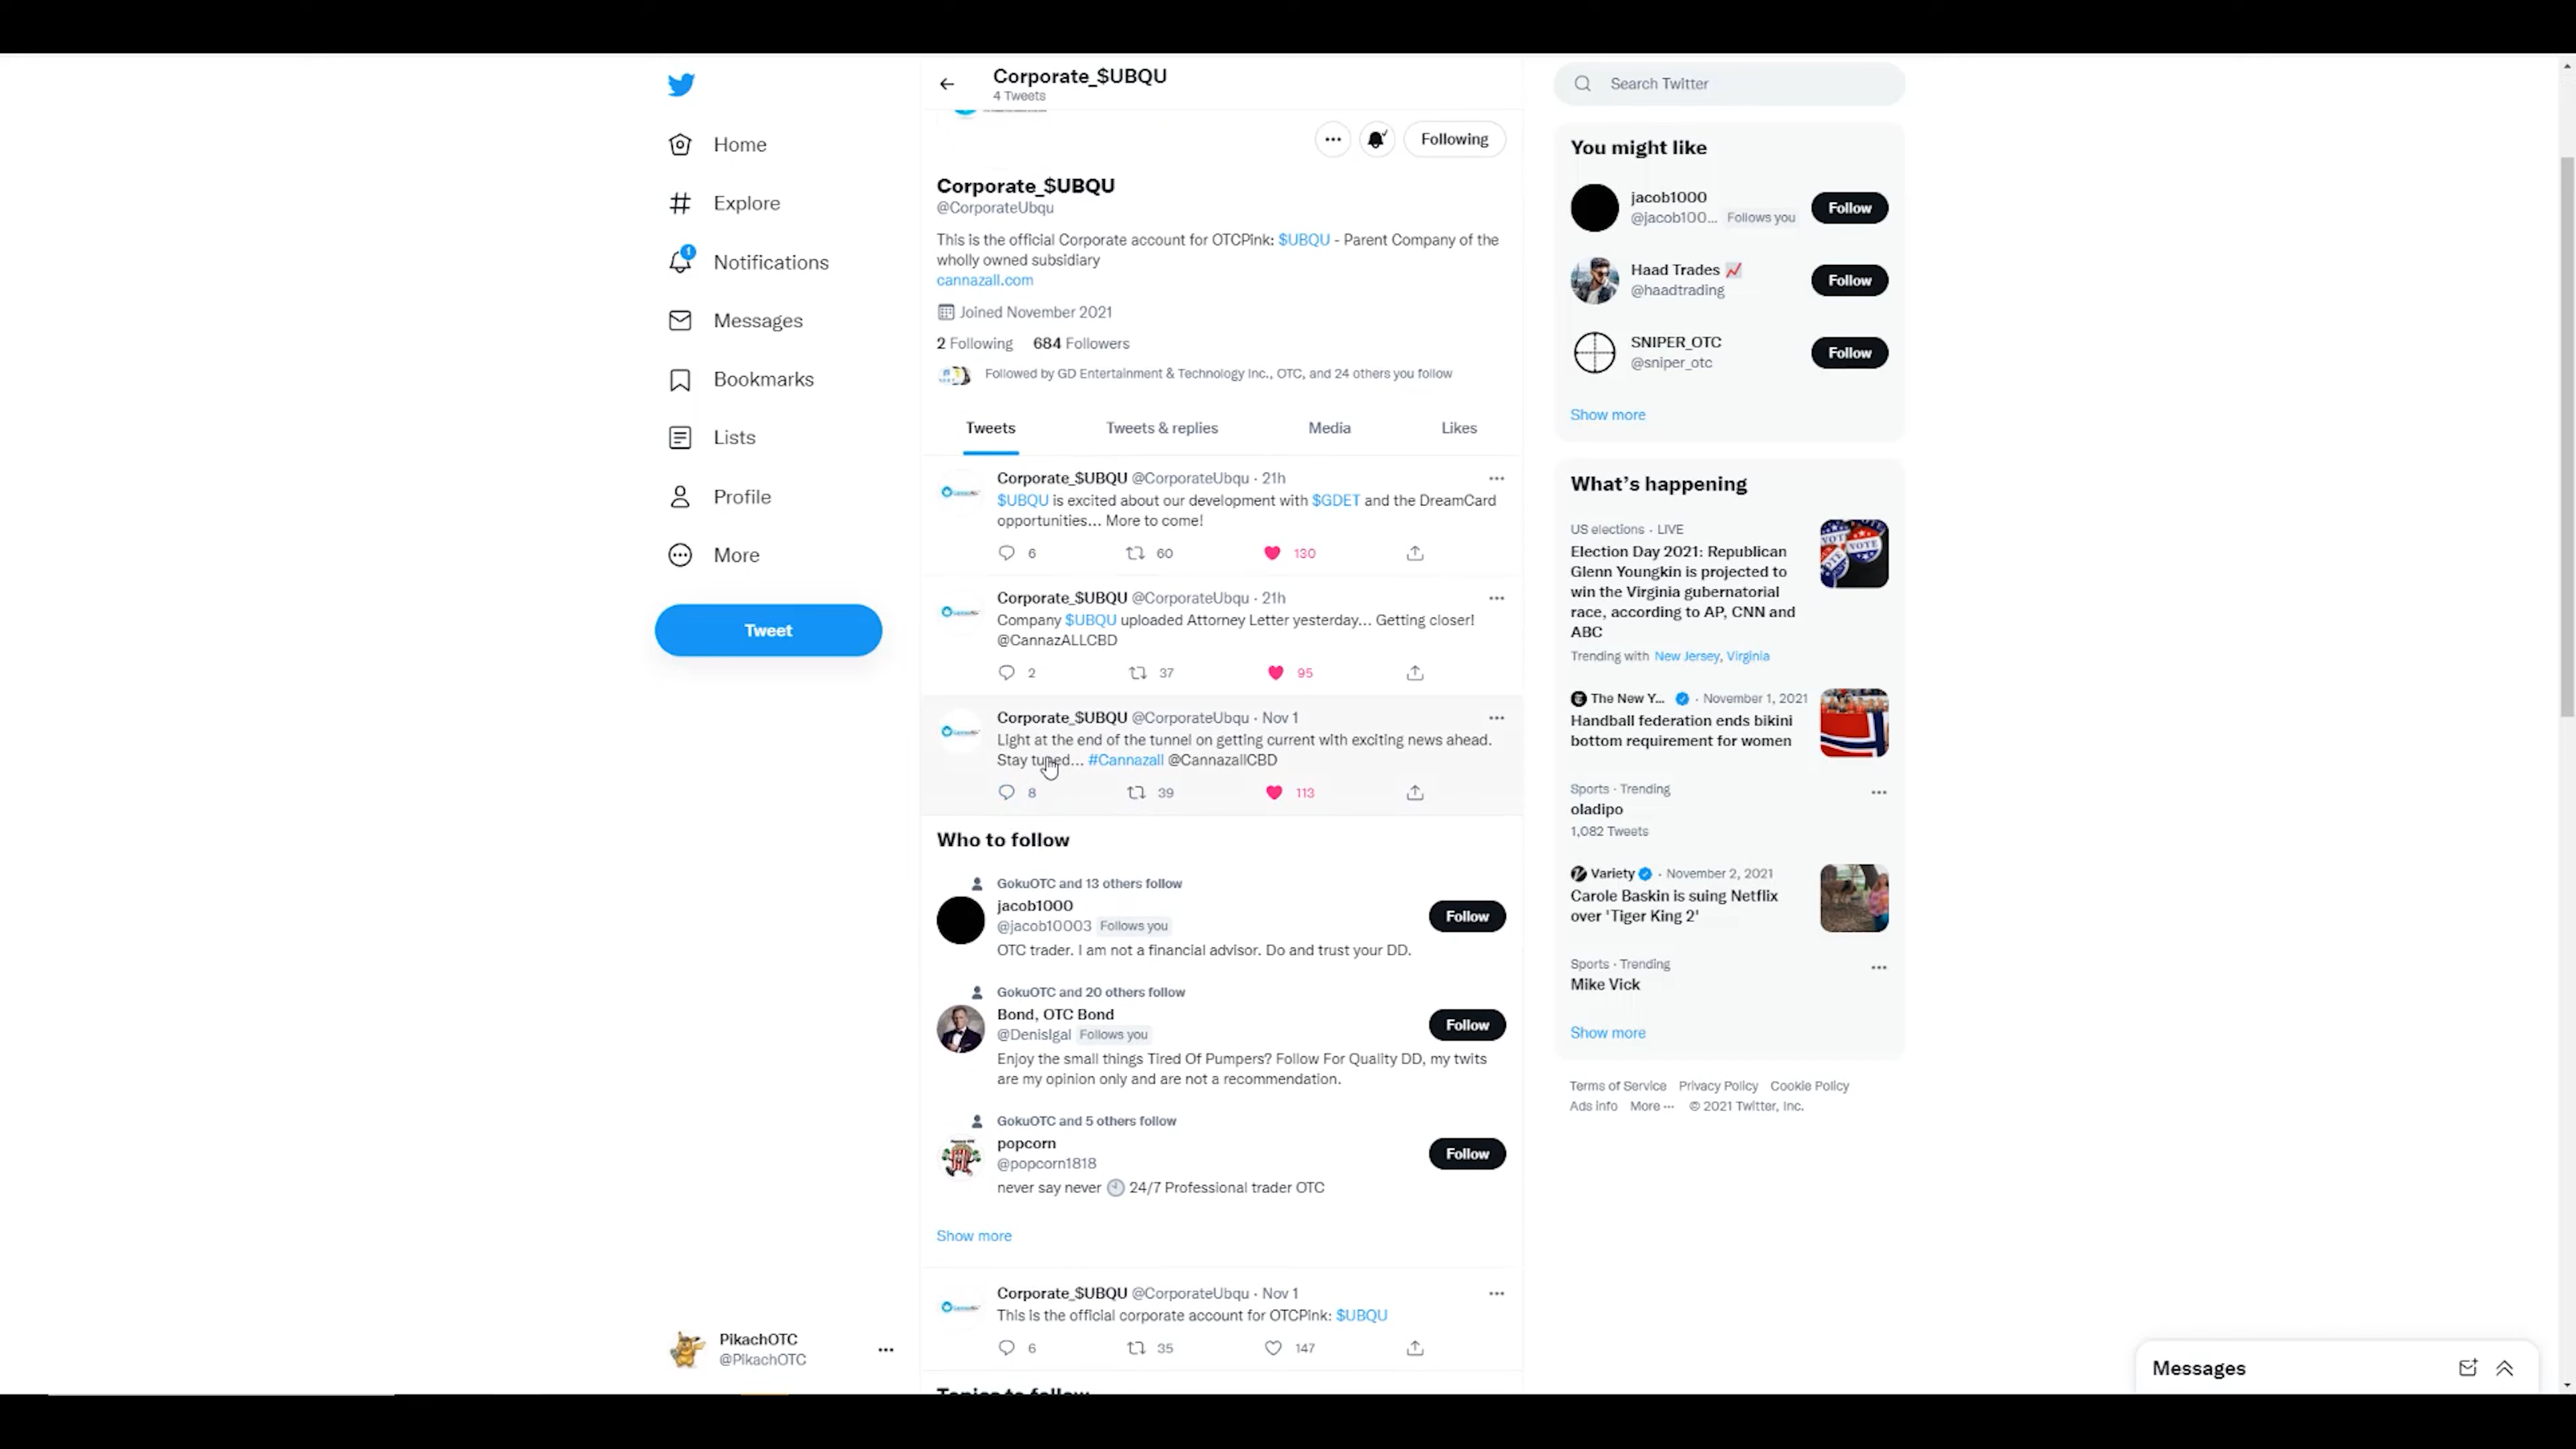 Home
Explore
1
Notifications
Messages
Bookmarks
Lists
Profile
More
Tweet
PikachOTC
@PikachOTC
Corporate_$UBQU
4 Tweets
Following
Corporate_$UBQU
@CorporateUbqu
This is the official Corporate account for OTCPink: $UBQU - Parent Company of the
wholly owned subsidiary
cannazall.com
Joined November 2021
2 Following 684 Followers
Followed by GD Entertainment & Technology Inc., OTC, and 24 others you follow
Tweets Tweets & replies Media Likes
Corporate_$UBQU @CorporateUbqu · 21h
$UBQU is excited about our development with $GDET and the DreamCard
opportunities... More to come!
6 60 130
Corporate_$UBQU @CorporateUbqu · 21h
Company $UBQU uploaded Attorney Letter yesterday... Getting closer!
@CannazALLCBD
2 37 95
Corporate_$UBQU @CorporateUbqu · Nov 1
Light at the end of the tunnel on getting current with exciting news ahead.
Stay tuned... #Cannazall @CannazallCBD
8 39 113
Who to follow
GokuOTC and 13 others follow
jacob1000
@jacob10003 Follows you
Follow
OTC trader. I am not a financial advisor. Do and trust your DD.
GokuOTC and 20 others follow
Bond, OTC Bond
@DenisIgal Follows you
Follow
Enjoy the small things Tired Of Pumpers? Follow For Quality DD, my twits
are my opinion only and are not a recommendation.
GokuOTC and 5 others follow
popcorn
@popcorn1818
Follow
never say never 24/7 Professional trader OTC
Show more
Corporate_$UBQU @CorporateUbqu · Nov 1
This is the official corporate account for OTCPink: $UBQU
6 35 147
Topics to follow
Search Twitter
You might like
jacob1000
@jacob100... Follows you
Follow
Haad Trades
@haadtrading
Follow
SNIPER_OTC
@sniper_otc
Follow
Show more
What's happening
US elections · LIVE
Election Day 2021: Republican
Glenn Youngkin is projected to
win the Virginia gubernatorial
race, according to AP, CNN and
ABC
Trending with New Jersey, Virginia
The New Y... · November 1, 2021
Handball federation ends bikini
bottom requirement for women
Sports · Trending
oladipo
1,082 Tweets
Variety · November 2, 2021
Carole Baskin is suing Netflix
over 'Tiger King 2'
Sports · Trending
Mike Vick
Show more
Terms of Service Privacy Policy Cookie Policy
Ads info More ··· © 2021 Twitter, Inc.
Messages